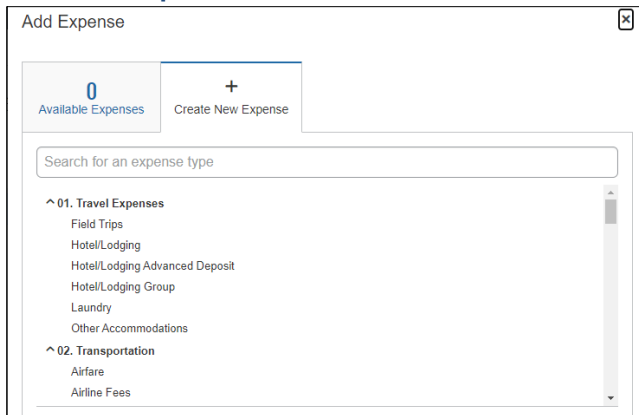 Add Expense
0
Available Expenses
+
Create New Expense
Search for an expense type
01. Travel Expenses
Field Trips
Hotel/Lodging
Hotel/Lodging Advanced Deposit
Hotel/Lodging Group
Laundry
Other Accommodations
02. Transportation
Airfare
Airline Fees